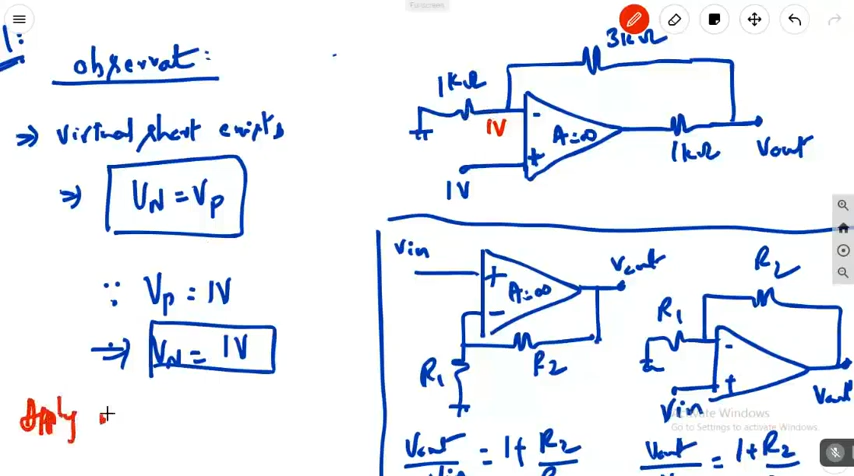 1:
observat:
⇒ Virtual short exists
⇒ VN = Vp
∵ Vp = 1V
⇒ VN = 1V
Apply
3kΩ
1kΩ
1V
-
A=∞
+
1V
1kΩ
Vout
Vin
+
A=∞
-
Vout
R1
R2
Vout/Vin = 1 + R2
R2
R1
-
+
Vin
Vout
Vout = 1 + R2
Activate Windows
Go to Settings to activate Windows.